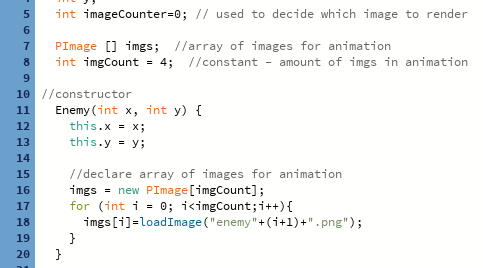 4
5 int imageCounter=0; // used to decide which image to render
6
7 PImage [] imgs; //array of images for animation
8 int imgCount = 4; //constant – amount of imgs in animation
9
10 //constructor
11 Enemy(int x, int y) {
12 this.x = x;
13 this.y = y;
14
15 //declare array of images for animation
16 imgs = new PImage[imgCount];
17 for (int i = 0; i<imgCount;i++){
18 imgs[i]=loadImage("enemy"+(i+1)+".png");
19 }
20 }